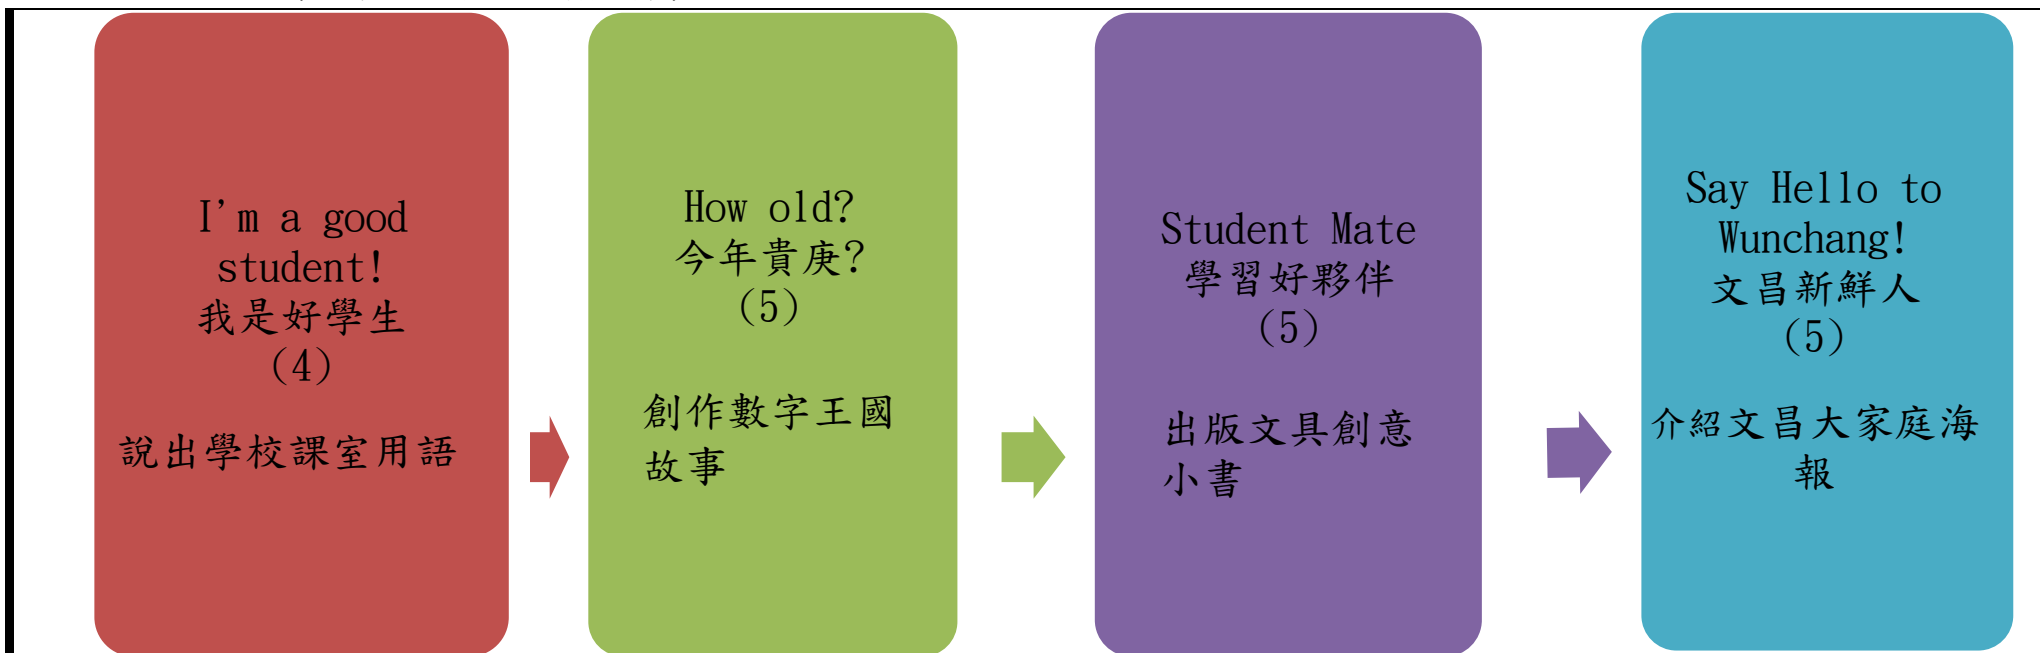 I'm a good
student!
我是好學生
(4)
說出學校課室用語
How old?
今年貴庚?
(5)
創作數字王國
故事
Student Mate
學習好夥伴
(5)
出版文具創意
小書
Say Hello to
Wunchang!
文昌新鮮人
(5)
介紹文昌大家庭海
報